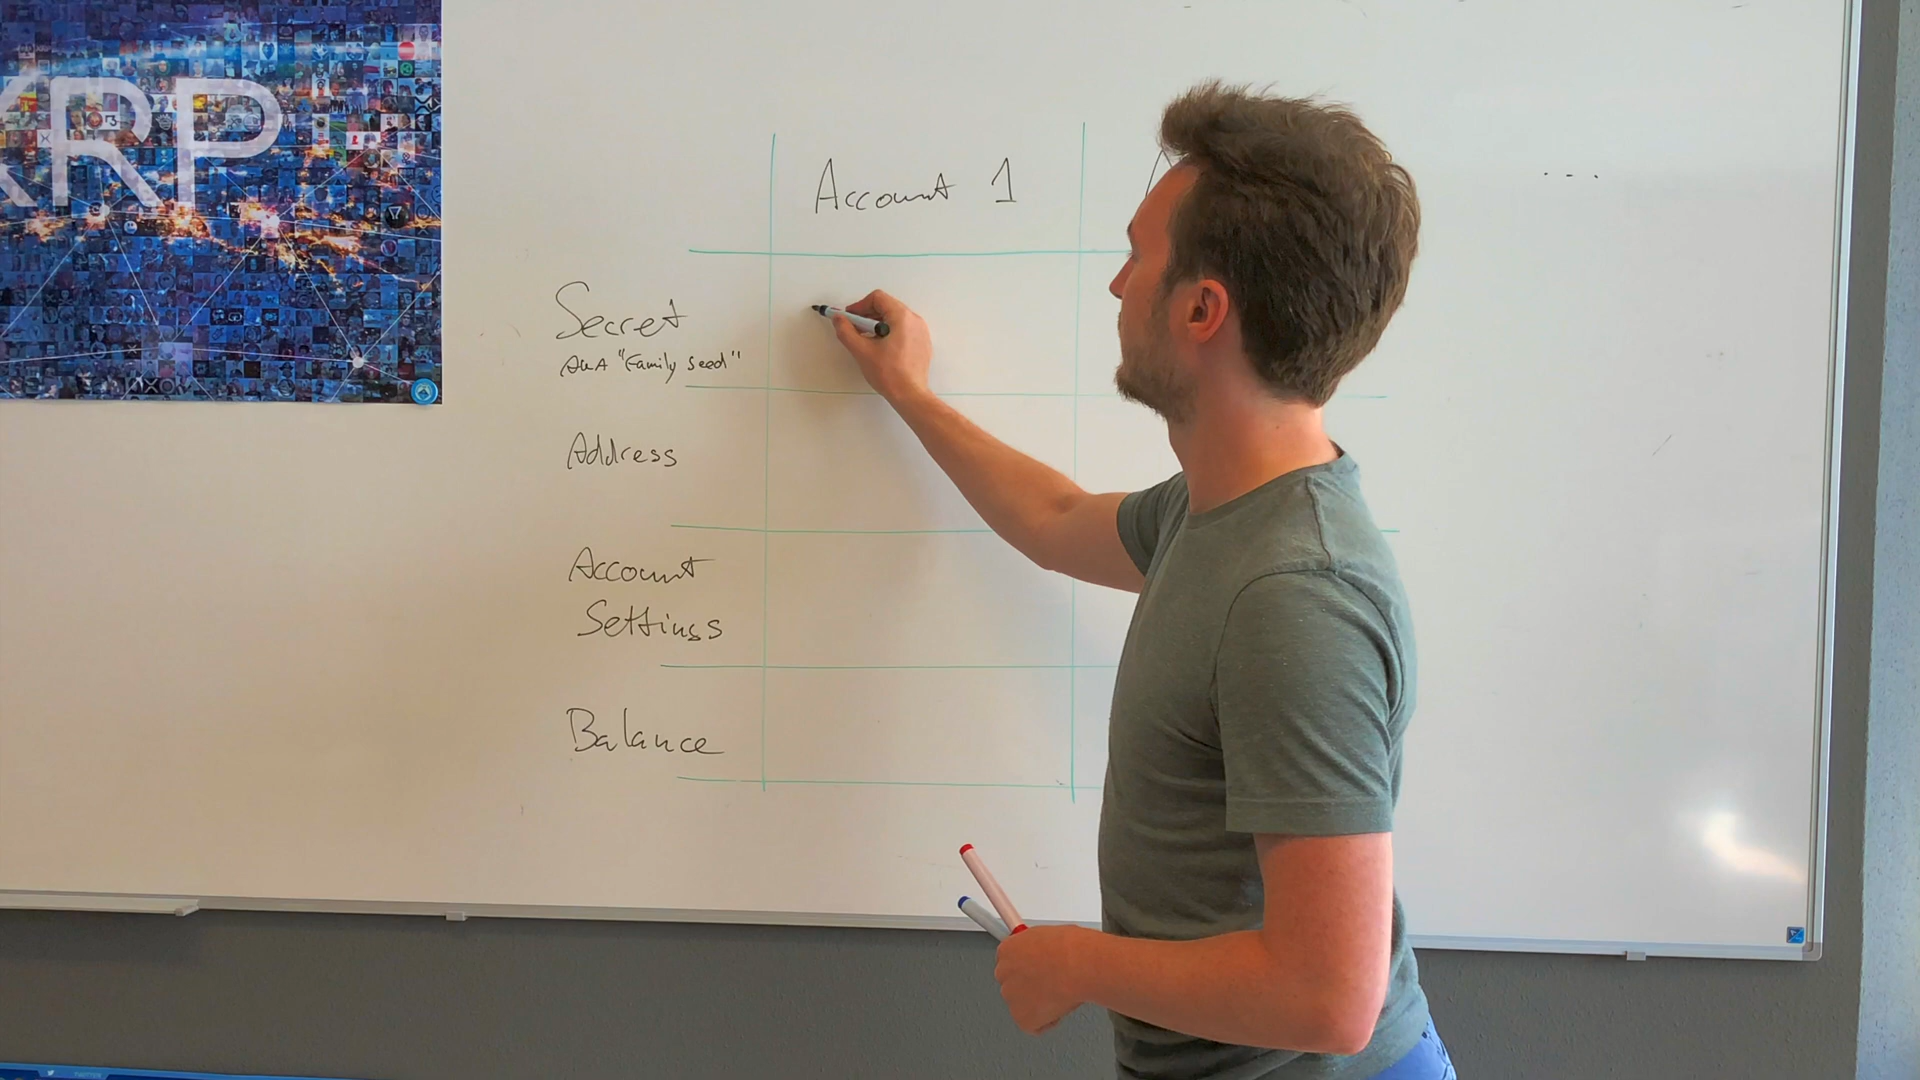 XRP
Account 1
...
Secret
AKA "Family seed"
Address
Account
Settings
Balance